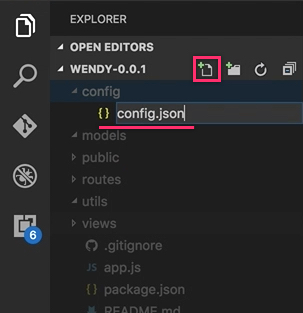 EXPLORER
OPEN EDITORS
WENDY-0.0.1
config
{ } config.json
models
public
routes
utils
views
.gitignore
JS app.js
{ } package.json
README.md
6